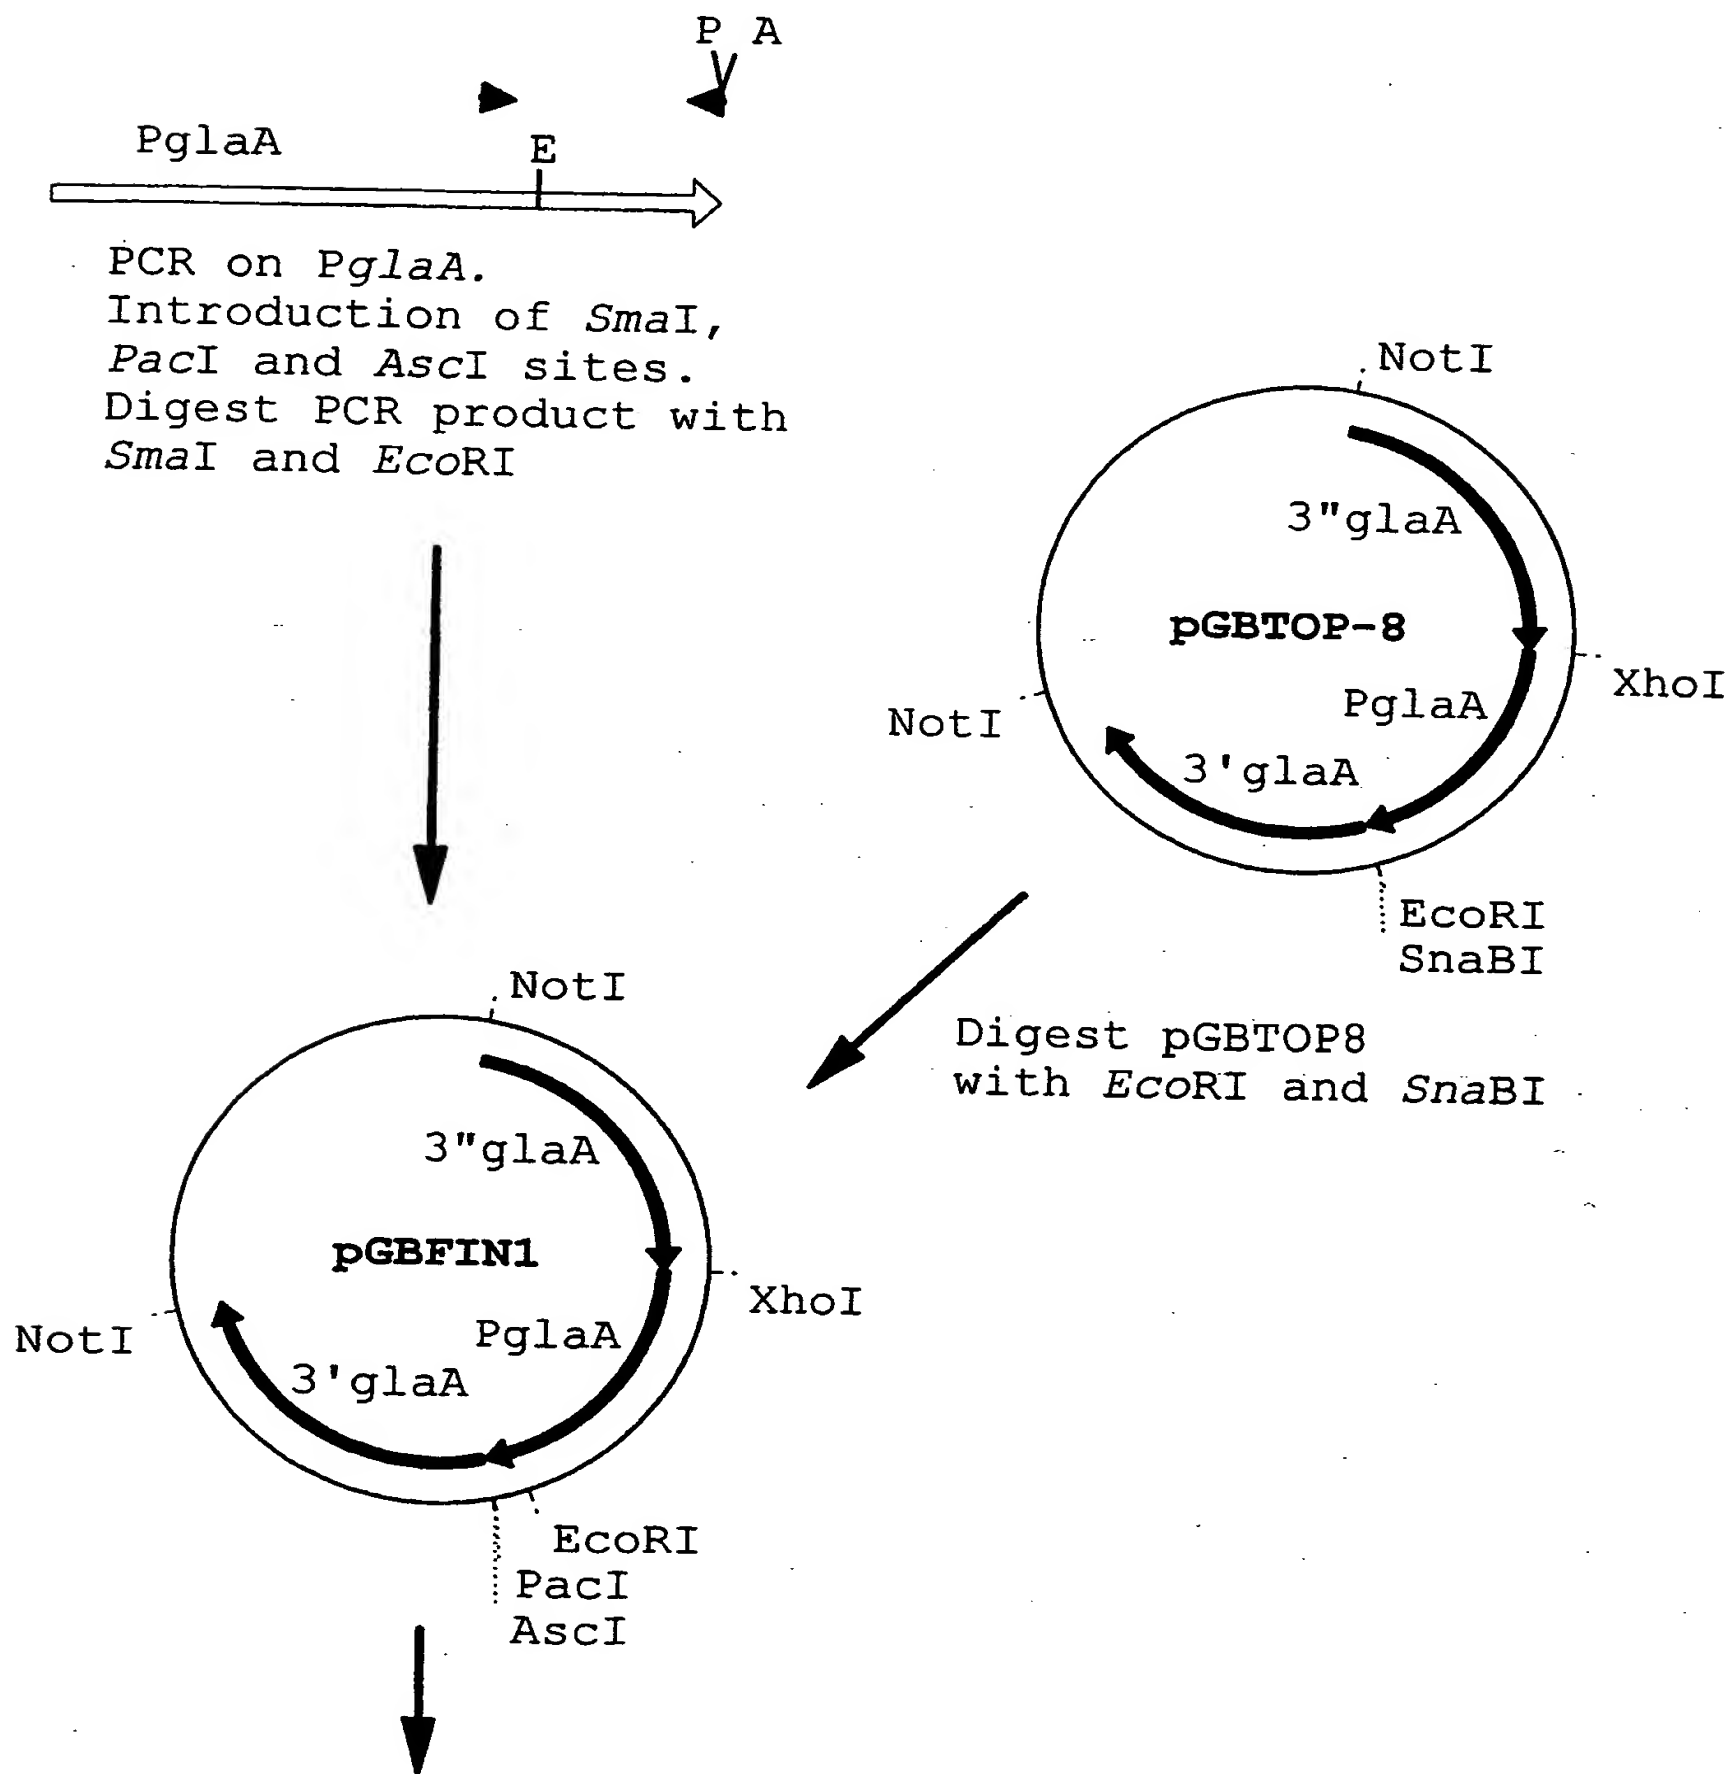 P A
PglaA
E
PCR on PglaA.
Introduction of SmaI,
PacI and AscI sites.
Digest PCR product with
SmaI and EcoRI
NotI
3"glaA
pGBTOP-8
XhoI
PglaA
NotI
3'glaA
EcoRI
SnaBI
Digest pGBTOP8
with EcoRI and SnaBI
NotI
3"glaA
pGBFIN1
XhoI
PglaA
NotI
3'glaA
EcoRI
PacI
AscI